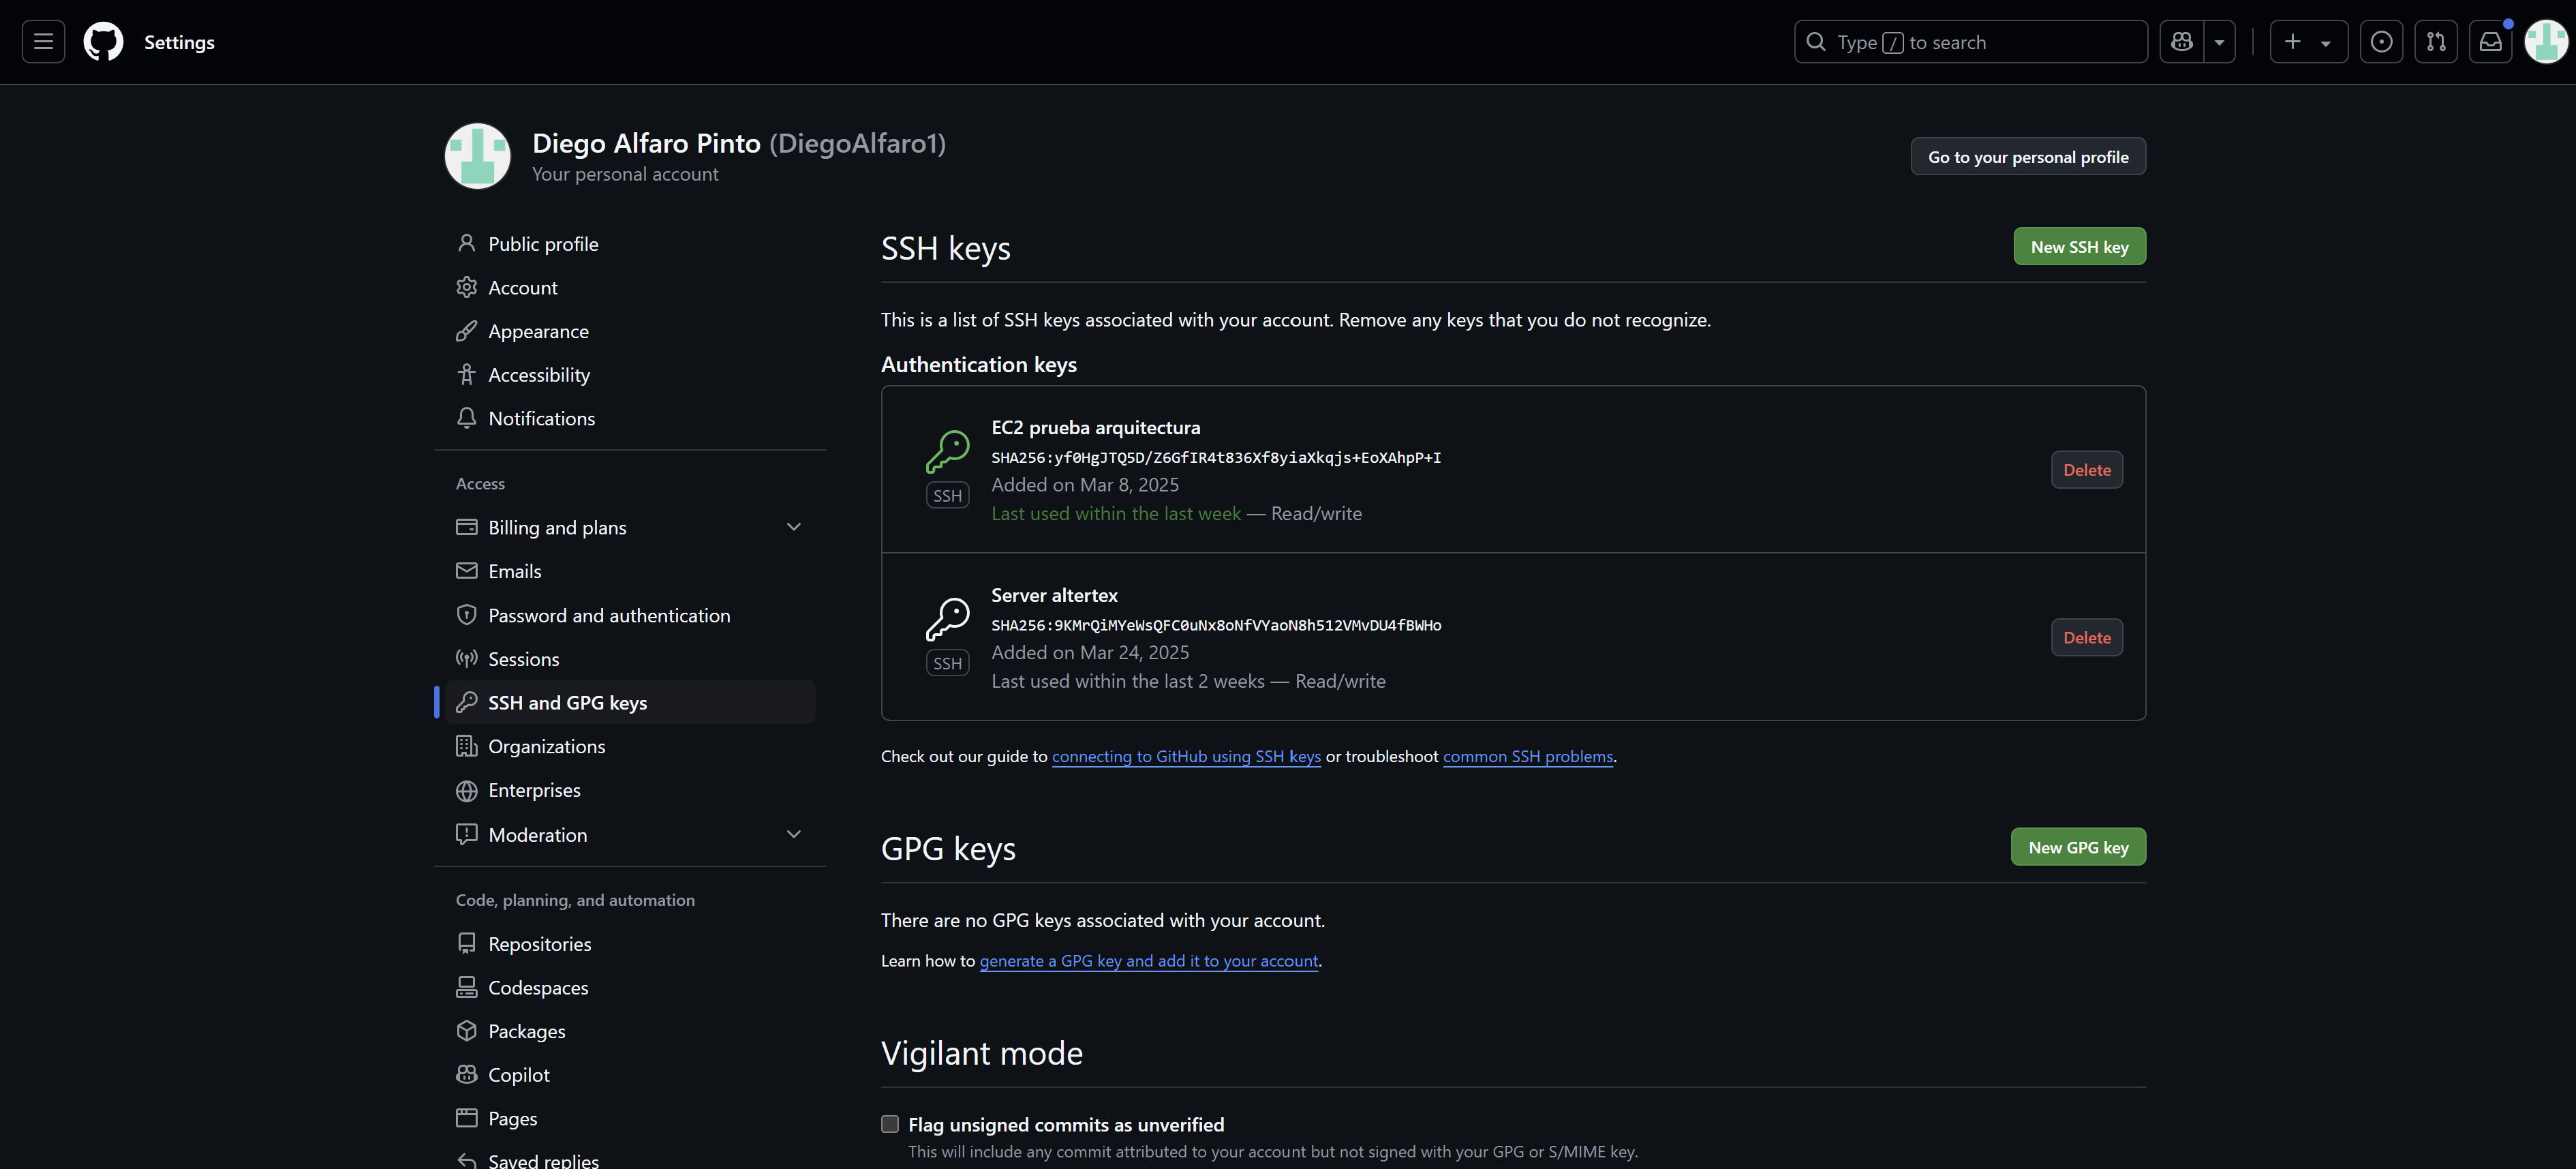 Settings
Type / to search
Diego Alfaro Pinto (DiegoAlfaro1)
Your personal account
Go to your personal profile
Public profile
Account
Appearance
Accessibility
Notifications
Access
Billing and plans
Emails
Password and authentication
Sessions
SSH and GPG keys
Organizations
Enterprises
Moderation
Code, planning, and automation
Repositories
Codespaces
Packages
Copilot
Pages
Saved replies
SSH keys
New SSH key
This is a list of SSH keys associated with your account. Remove any keys that you do not recognize.
Authentication keys
EC2 prueba arquitectura
SHA256:yf0HgJTQ5D/Z6GfIR4t836Xf8yiaXkqjs+EoXAhpP+I
SSH
Added on Mar 8, 2025
Last used within the last week — Read/write
Delete
Server altertex
SHA256:9KMrQiMYeWsQFC0uNx8oNfVYaoN8h512VMvDU4fBWHo
SSH
Added on Mar 24, 2025
Last used within the last 2 weeks — Read/write
Delete
Check out our guide to connecting to GitHub using SSH keys or troubleshoot common SSH problems.
GPG keys
New GPG key
There are no GPG keys associated with your account.
Learn how to generate a GPG key and add it to your account.
Vigilant mode
Flag unsigned commits as unverified
This will include any commit attributed to your account but not signed with your GPG or S/MIME key.